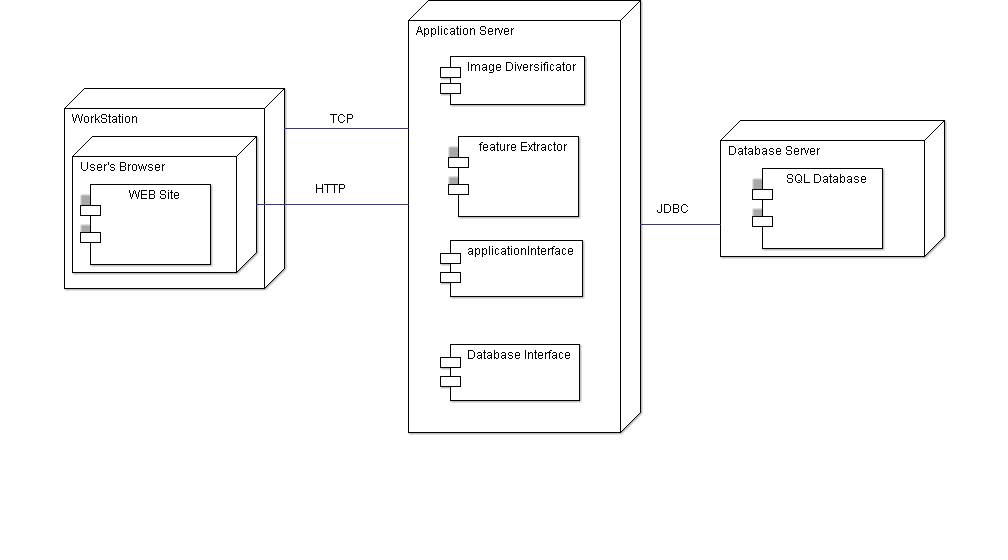 Application Server
Image Diversificator
WorkStation
TCP
User's Browser
feature Extractor
Database Server
WEB Site
HTTP
SQL Database
JDBC
applicationInterface
Database Interface